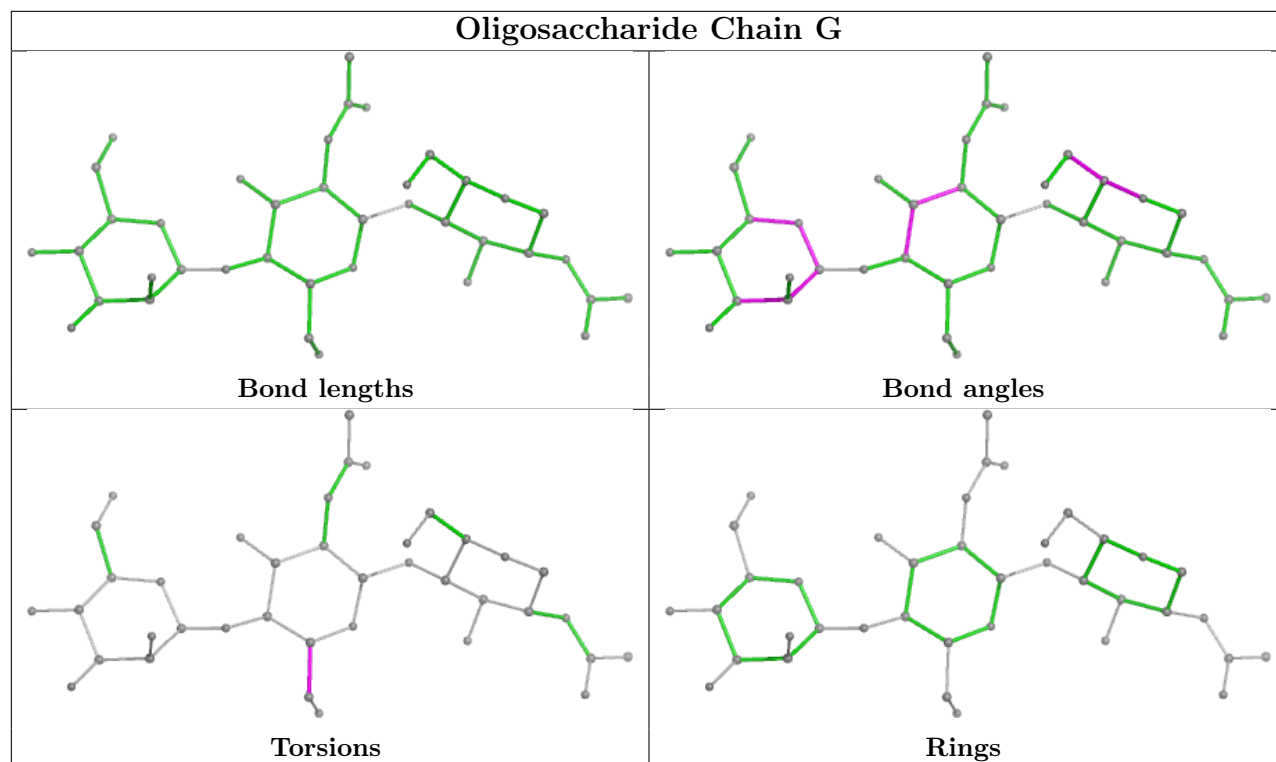 Oligosaccharide Chain G
Bond lengths
Bond angles
Torsions
Rings